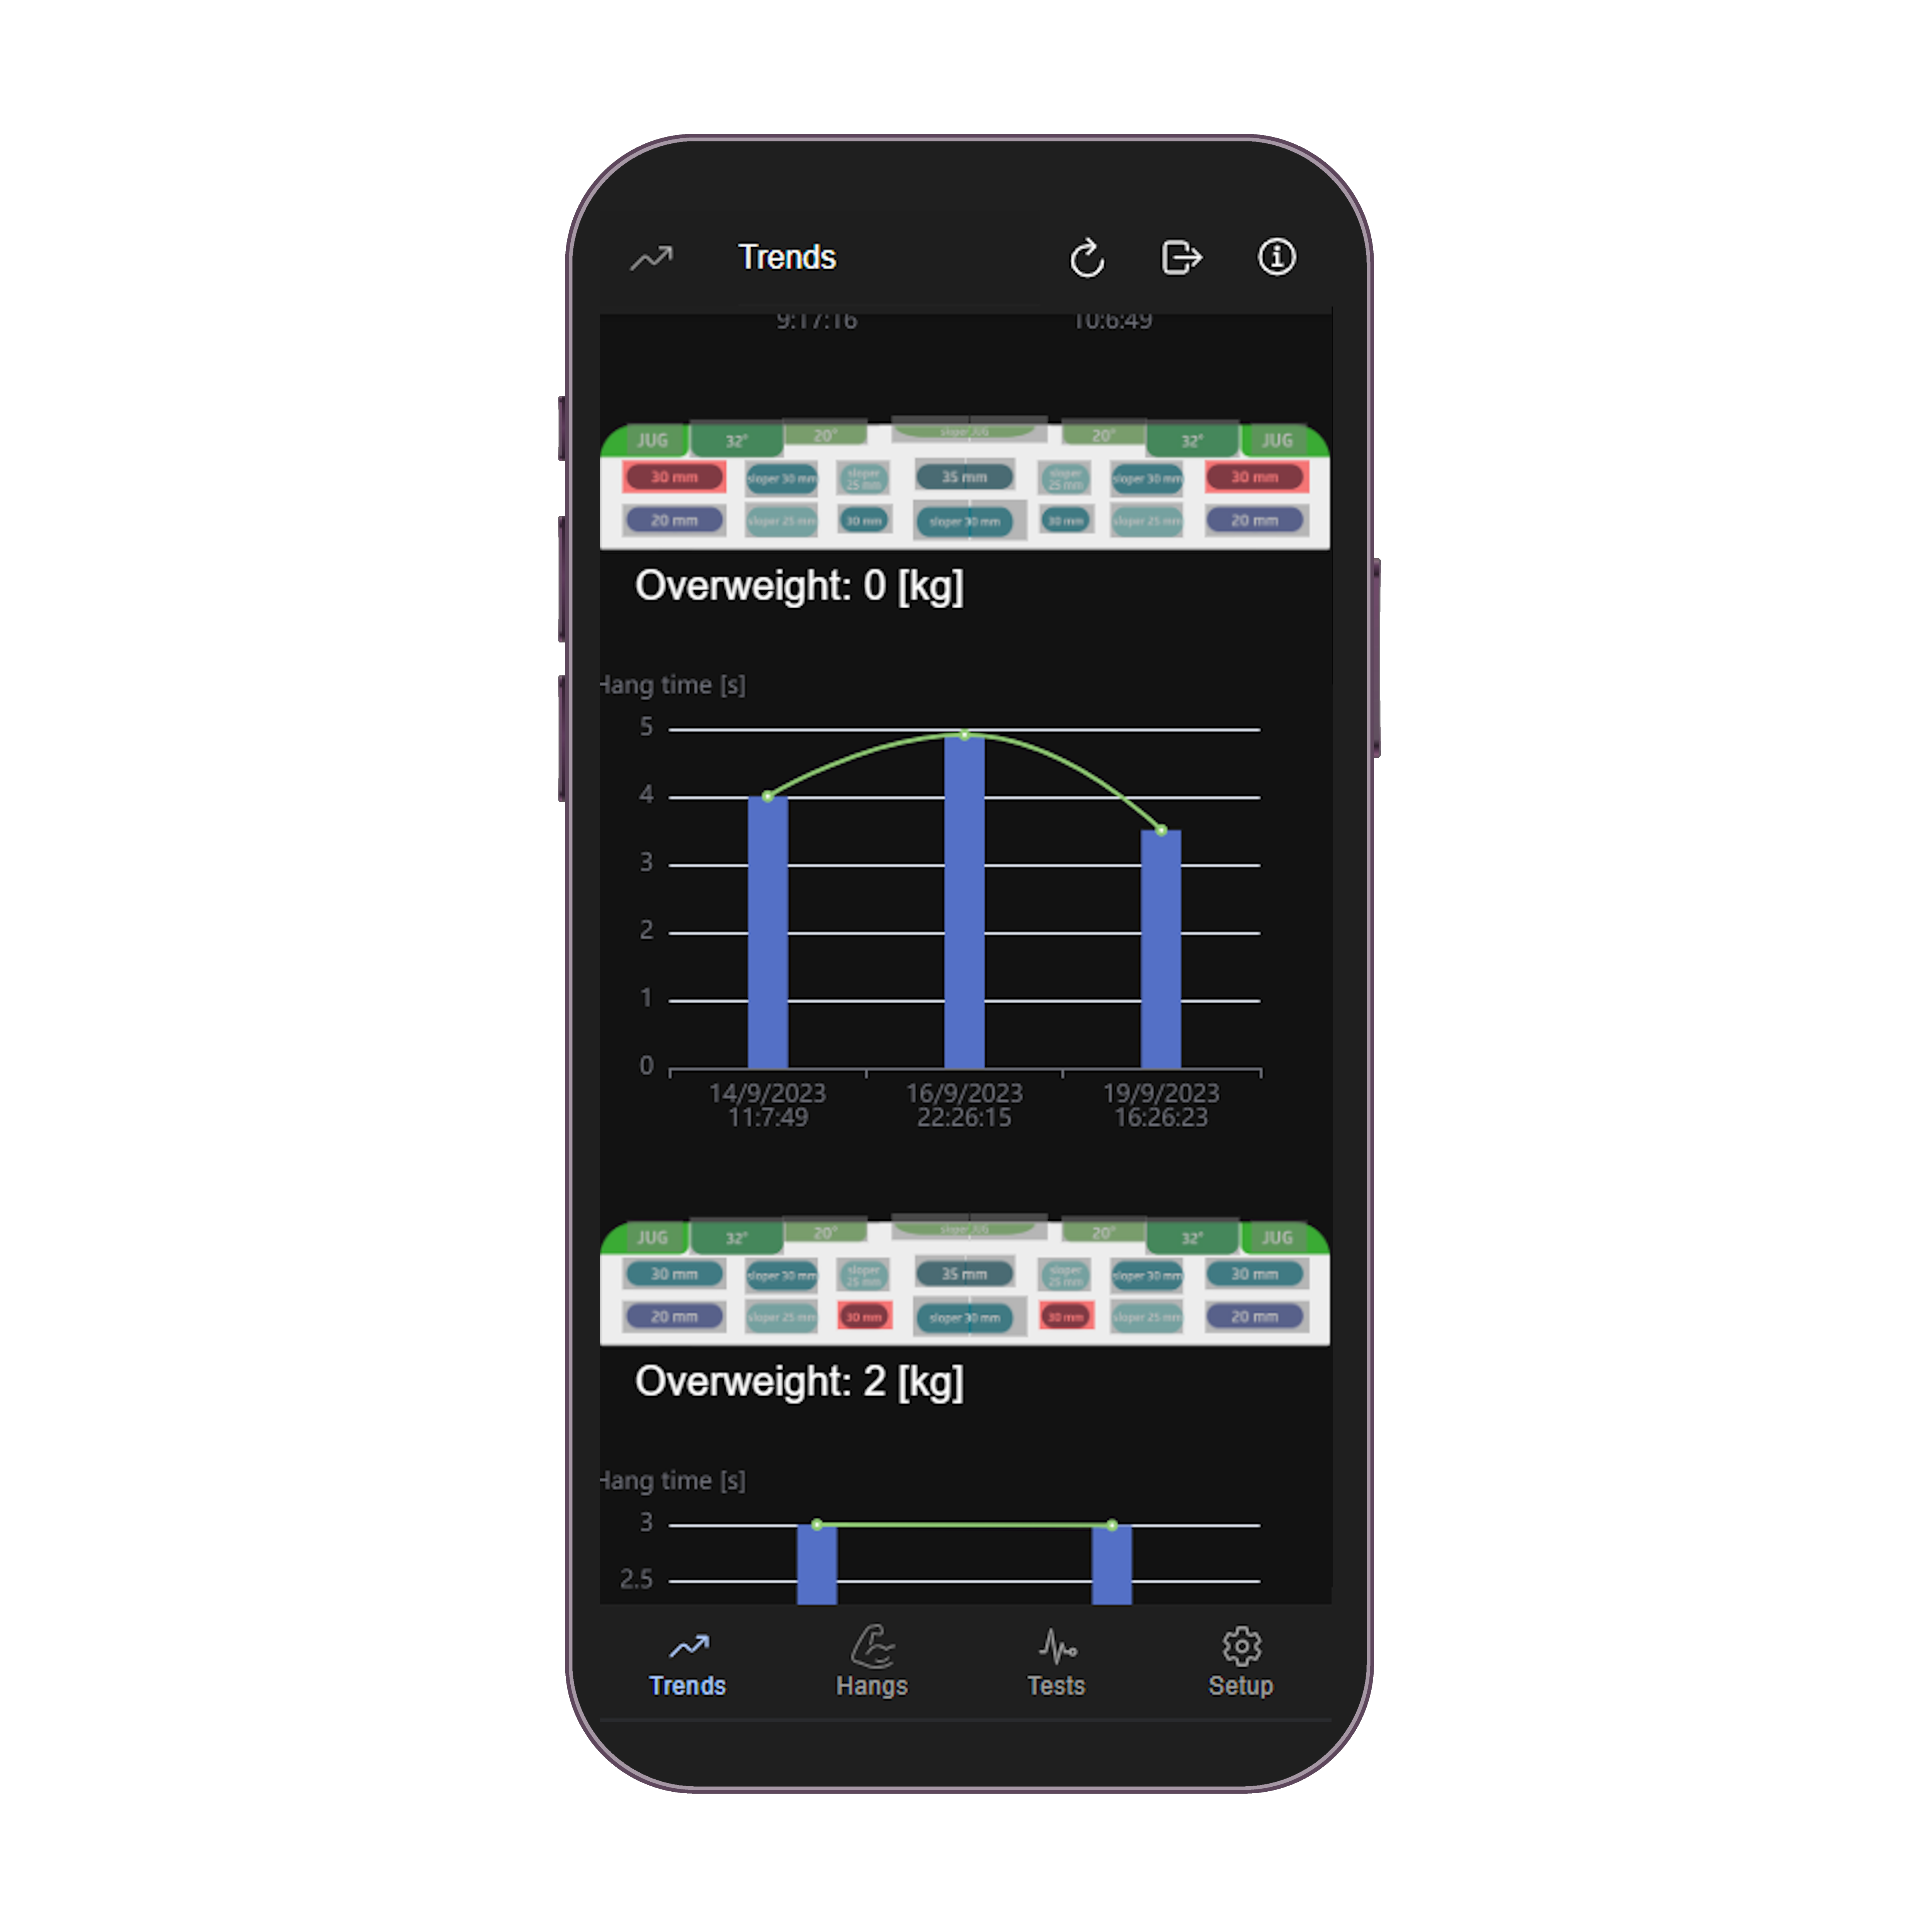 Trends
9:17:16 10:6:49
JUG 32° 20° sloper JUG 20° 32° JUG
30 mm sloper 30 mm sloper 25 mm 35 mm sloper 25 mm sloper 30 mm 30 mm
20 mm sloper 25 mm 30 mm sloper 30 mm 30 mm sloper 25 mm 20 mm
Overweight: 0 [kg]
Hang time [s]
5
4
3
2
1
0
14/9/2023 16/9/2023 19/9/2023
11:7:49 22:26:15 16:26:23
JUG 32° 20° sloper JUG 20° 32° JUG
30 mm sloper 30 mm sloper 25 mm 35 mm sloper 25 mm sloper 30 mm 30 mm
20 mm sloper 25 mm 30 mm sloper 30 mm 30 mm sloper 25 mm 20 mm
Overweight: 2 [kg]
Hang time [s]
3
2.5
Trends Hangs Tests Setup